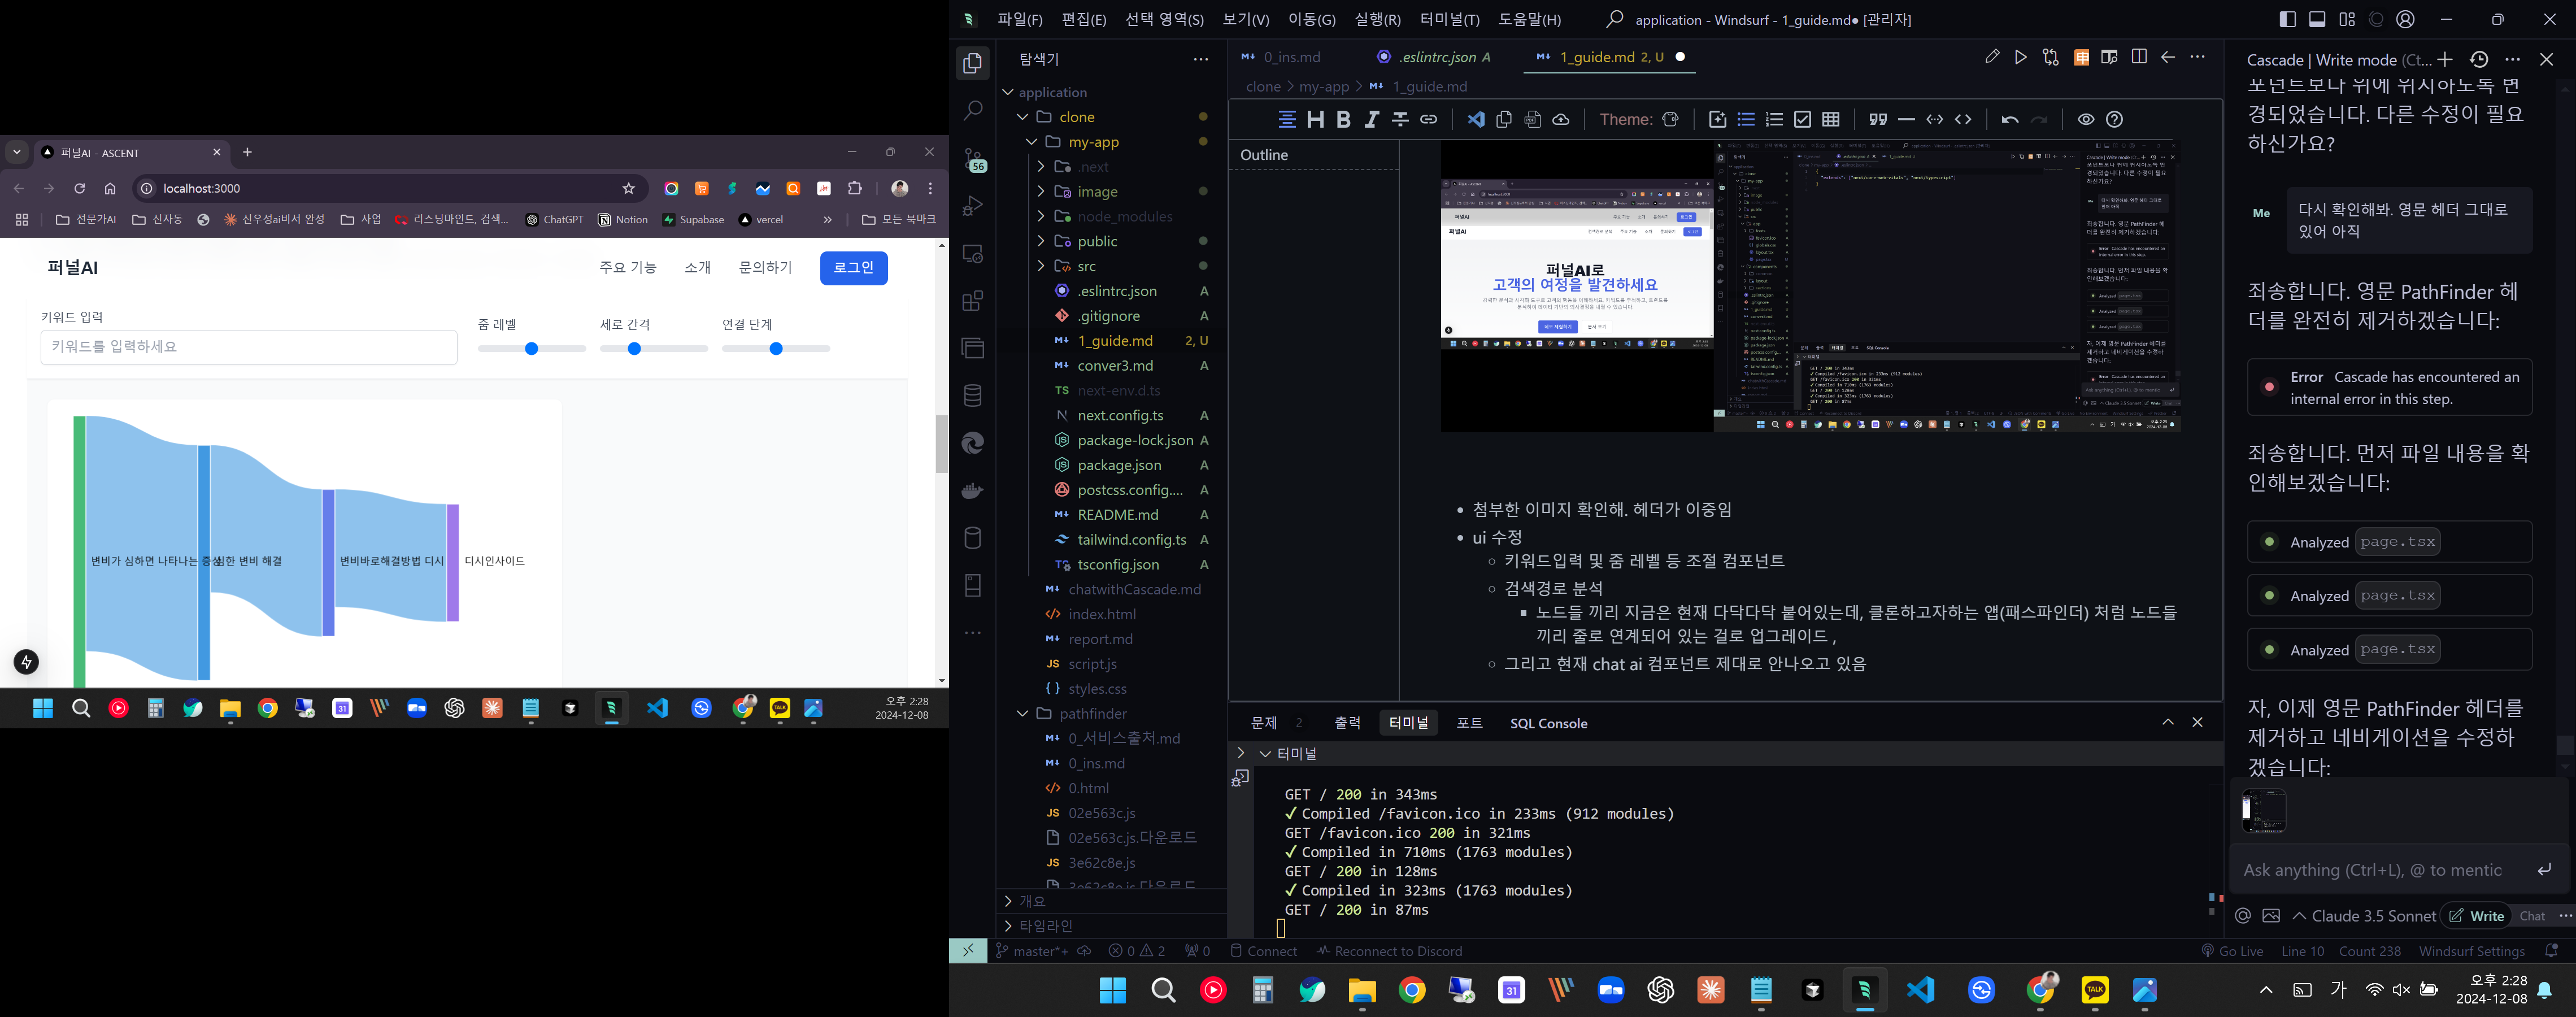 퍼널AI - ASCENT
localhost:3000
전문가AI
신자동
신우성ai비서 완성
사업
리스닝마인드, 검색...
ChatGPT
Notion
Supabase
vercel
모든 북마크
퍼널AI
주요 기능
소개
문의하기
로그인
키워드 입력
키워드를 입력하세요
줌 레벨
세로 간격
연결 단계
변비가 심하면 나타나는 증상
심한 변비 해결
변비바로해결방법 디시
디시인사이드
오후 2:28
2024-12-08
파일(F) 편집(E) 선택 영역(S) 보기(V) 이동(G) 실행(R) 터미널(T) 도움말(H)
application - Windsurf - 1_guide.md● [관리자]
탐색기
application
clone
my-app
.next
image
node_modules
public
src
.eslintrc.json A
.gitignore A
1_guide.md 2, U
conver3.md A
next-env.d.ts
next.config.ts A
package-lock.json A
package.json A
postcss.config.... A
README.md A
tailwind.config.ts A
tsconfig.json A
chatwithCascade.md
index.html
report.md
script.js
styles.css
pathfinder
0_서비스출처.md
0_ins.md
0.html
02e563c.js
02e563c.js.다운로드
3e62c8e.js
3e62c8e.js.다운로드
개요
타임라인
56
0_ins.md
.eslintrc.json A
1_guide.md 2, U
clone > my-app > 1_guide.md
Theme:
Outline
퍼널AI로
고객의 여정을 발견하세요
첨부한 이미지 확인해. 헤더가 이중임
ui 수정
키워드입력 및 줌 레벨 등 조절 컴포넌트
검색경로 분석
노드들 끼리 지금은 현재 다닥다닥 붙어있는데, 클론하고자하는 앱(패스파인더) 처럼 노드들
끼리 줄로 연계되어 있는 걸로 업그레이드 ,
그리고 현재 chat ai 컴포넌트 제대로 안나오고 있음
문제 2 출력 터미널 포트 SQL Console
터미널
GET / 200 in 343ms
✓ Compiled /favicon.ico in 233ms (912 modules)
GET /favicon.ico 200 in 321ms
✓ Compiled in 710ms (1763 modules)
GET / 200 in 128ms
✓ Compiled in 323ms (1763 modules)
GET / 200 in 87ms
Cascade | Write mode (Ct...
포넌트보다 위에 위치하도록 변
경되었습니다. 다른 수정이 필요
하신가요?
Me
다시 확인해봐. 영문 헤더 그대로
있어 아직
죄송합니다. 영문 PathFinder 헤
더를 완전히 제거하겠습니다:
Error Cascade has encountered an
internal error in this step.
죄송합니다. 먼저 파일 내용을 확
인해보겠습니다:
Analyzed page.tsx
Analyzed page.tsx
Analyzed page.tsx
자, 이제 영문 PathFinder 헤더를
제거하고 네비게이션을 수정하
겠습니다:
Ask anything (Ctrl+L), @ to mentic
Claude 3.5 Sonnet
Write
Chat
master*+
0
2
0
Connect
Reconnect to Discord
Go Live
Line 10
Count 238
Windsurf Settings
가
오후 2:28
2024-12-08